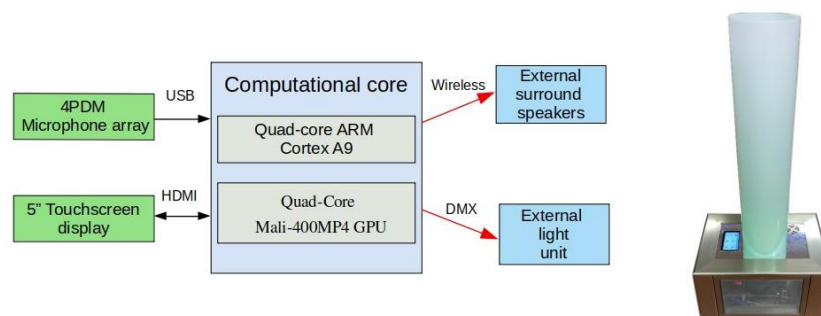 4PDM
Microphone array
USB
5” Touchscreen
display
HDMI
Computational core
Quad-core ARM
Cortex A9
Quad-Core
Mali-400MP4 GPU
Wireless
External
surround
speakers
DMX
External
light
unit